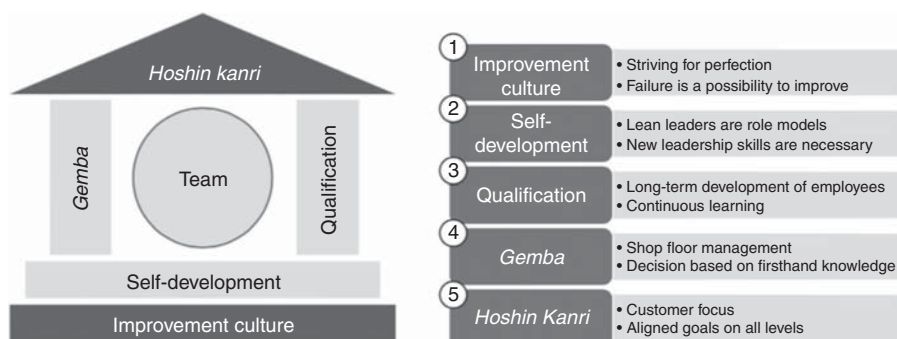 Hoshin kanri
Gemba
Team
Qualification
Self-development
Improvement culture
1
Improvement
culture
• Striving for perfection
• Failure is a possibility to improve
2
Self-
development
• Lean leaders are role models
• New leadership skills are necessary
3
Qualification
• Long-term development of employees
• Continuous learning
4
Gemba
• Shop floor management
• Decision based on firsthand knowledge
5
Hoshin Kanri
• Customer focus
• Aligned goals on all levels